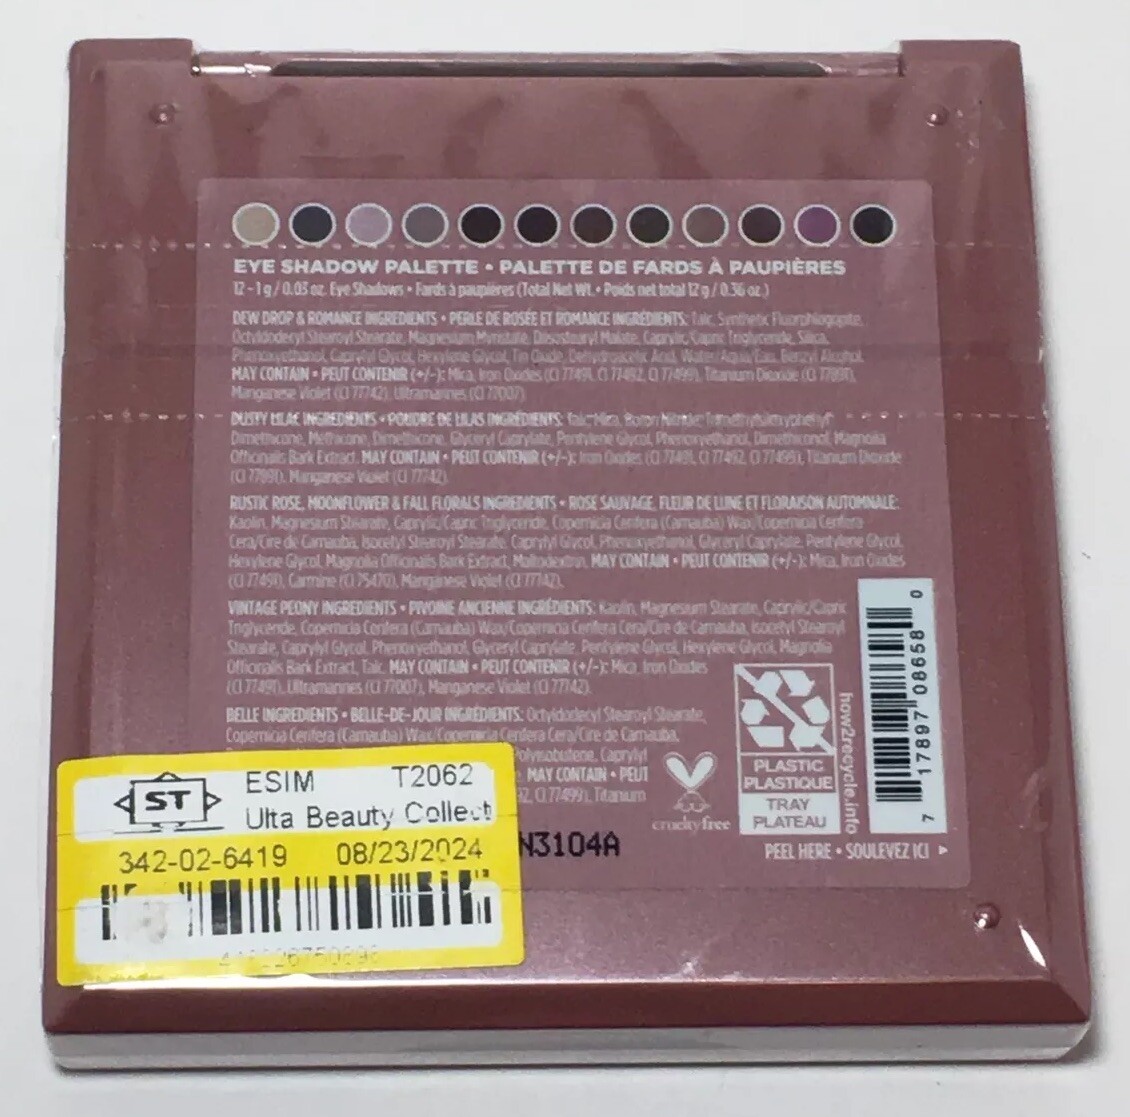 EYE SHADOW PALETTE • PALETTE DE FARDS À PAUPIÈRES
12 - 1 g / 0.03 oz. Eye Shadows • Fards à paupières (Total Net Wt. • Poids net total 12 g / 0.36 oz.)
DEW DROP & ROMANCE INGREDIENTS • PERLE DE ROSÉE ET ROMANCE INGRÉDIENTS: Talc, Synthetic Fluorphlogopite,
Octyldodecyl Stearoyl Stearate, Magnesium Myristate, Diisostearyl Malate, Caprylic/Capric Triglyceride, Silica,
Phenoxyethanol, Caprylyl Glycol, Hexylene Glycol, Tin Oxide, Dehydroacetic Acid, Water/Aqua/Eau, Benzyl Alcohol.
MAY CONTAIN • PEUT CONTENIR (+/-): Mica, Iron Oxides (CI 77491, CI 77492, CI 77499), Titanium Dioxide (CI 77891),
Manganese Violet (CI 77742), Ultramarines (CI 77007).
DUSTY LILAC INGREDIENTS • POUDRE DE LILAS INGRÉDIENTS: Talc, Mica, Boron Nitride,
Dimethicone, Methicone, Dimethicone, Glyceryl Caprylate, Pentylene Glycol, Phenoxyethanol, Dimethiconol, Magnolia
Officinalis Bark Extract. MAY CONTAIN • PEUT CONTENIR (+/-): Iron Oxides (CI 77491, CI 77492, CI 77499), Titanium Dioxide
(CI 77891), Manganese Violet (CI 77742).
RUSTIC ROSE, MOONFLOWER & FALL FLORALS INGREDIENTS • ROSE SAUVAGE, FLEUR DE LUNE ET FLORAISON AUTOMNALE:
Kaolin, Magnesium Stearate, Caprylic/Capric Triglyceride, Copernicia Cerifera (Carnauba) Wax/Copernicia Cerifera
Cera/Cire de Carnauba, Isocetyl Stearoyl Stearate, Caprylyl Glycol, Phenoxyethanol, Glyceryl Caprylate, Pentylene Glycol,
Hexylene Glycol, Magnolia Officinalis Bark Extract, Maltodextrin. MAY CONTAIN • PEUT CONTENIR (+/-): Mica, Iron Oxides
(CI 77491), Carmine (CI 75470), Manganese Violet (CI 77742).
VINTAGE PEONY INGREDIENTS • PIVOINE ANCIENNE INGRÉDIENTS: Kaolin, Magnesium Stearate, Caprylic/Capric
Triglyceride, Copernicia Cerifera (Carnauba) Wax/Copernicia Cerifera Cera/Cire de Carnauba, Isocetyl Stearoyl
Stearate, Caprylyl Glycol, Phenoxyethanol, Glyceryl Caprylate, Pentylene Glycol, Hexylene Glycol, Magnolia
Officinalis Bark Extract, Talc. MAY CONTAIN • PEUT CONTENIR (+/-): Mica, Iron Oxides
(CI 77491), Ultramarines (CI 77007), Manganese Violet (CI 77742).
BELLE INGREDIENTS • BELLE-DE-JOUR INGRÉDIENTS: Octyldodecyl Stearoyl Stearate,
Copernicia Cerifera (Carnauba) Wax/Copernicia Cerifera Cera/Cire de Carnauba,
Polyisobutene, Caprylyl
MAY CONTAIN • PEUT
CI 77499), Titanium
N3104A
crueltyfree
PLASTIC
PLASTIQUE
TRAY
PLATEAU
how2recycle.info
7 17897 08658 0
PEEL HERE • SOULEVEZ ICI
ST
ESIM T2062
Ulta Beauty Collect
342-02-6419 08/23/2024